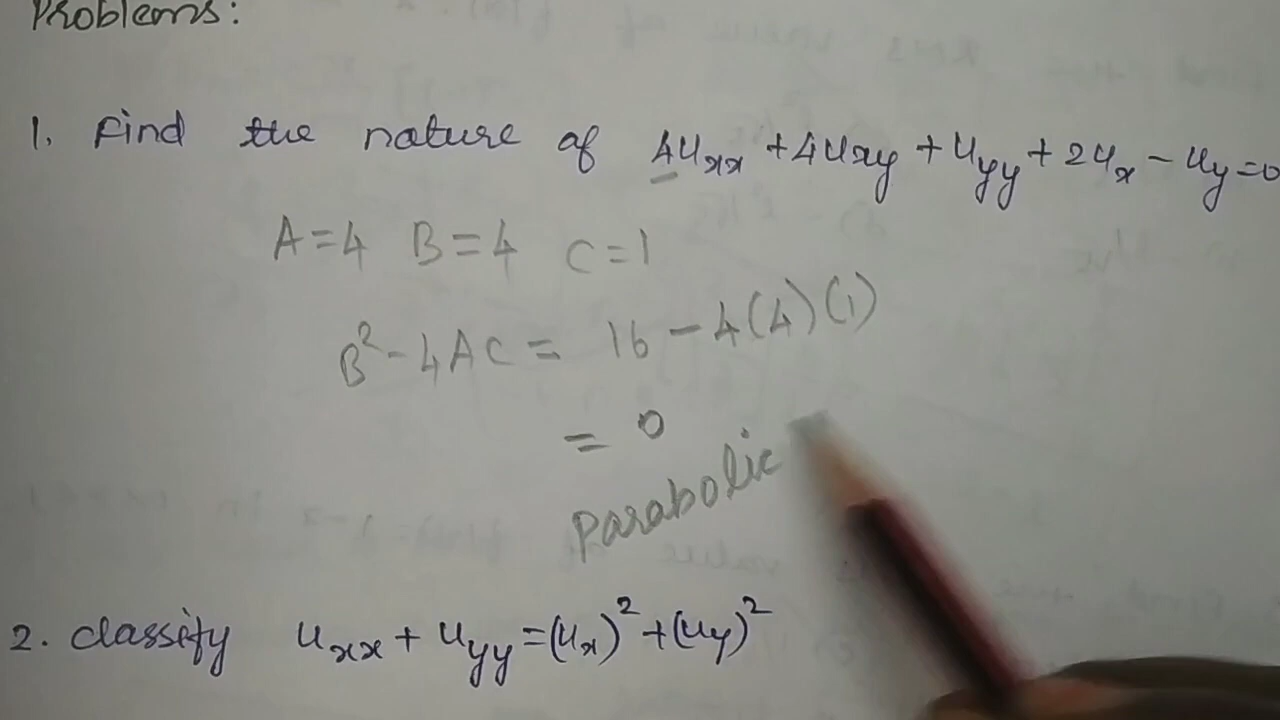 Problems:
1. Find the nature of 4uxx + 4uxy + uyy + 2ux - uy = 0
A = 4 B = 4 C = 1
B² - 4AC = 16 - 4(4)(1)
= 0
Parabolic
2. classify uxx + uyy = (ux)² + (uy)²